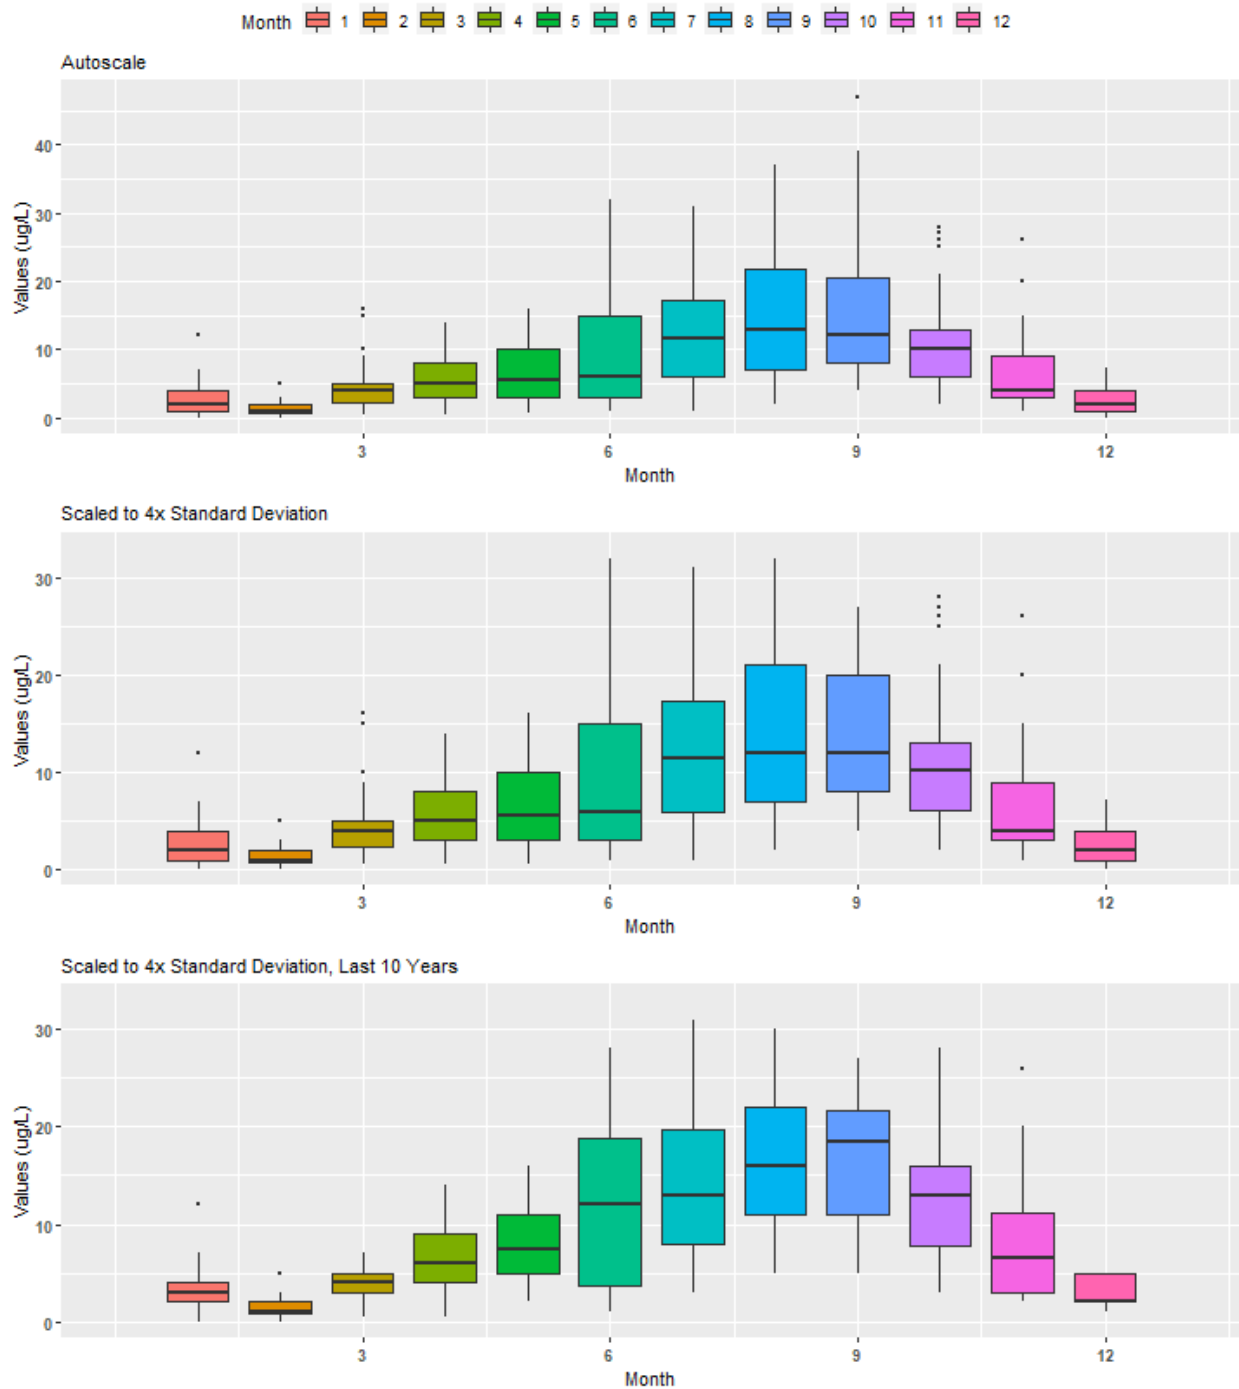 Month 1 2 3 4 5 6 7 8 9 10 11 12
Autoscale
Values (ug/L)
40
30
20
10
0
3 6 9 12
Month
Scaled to 4x Standard Deviation
Values (ug/L)
30
20
10
0
3 6 9 12
Month
Scaled to 4x Standard Deviation, Last 10 Years
Values (ug/L)
30
20
10
0
3 6 9 12
Month